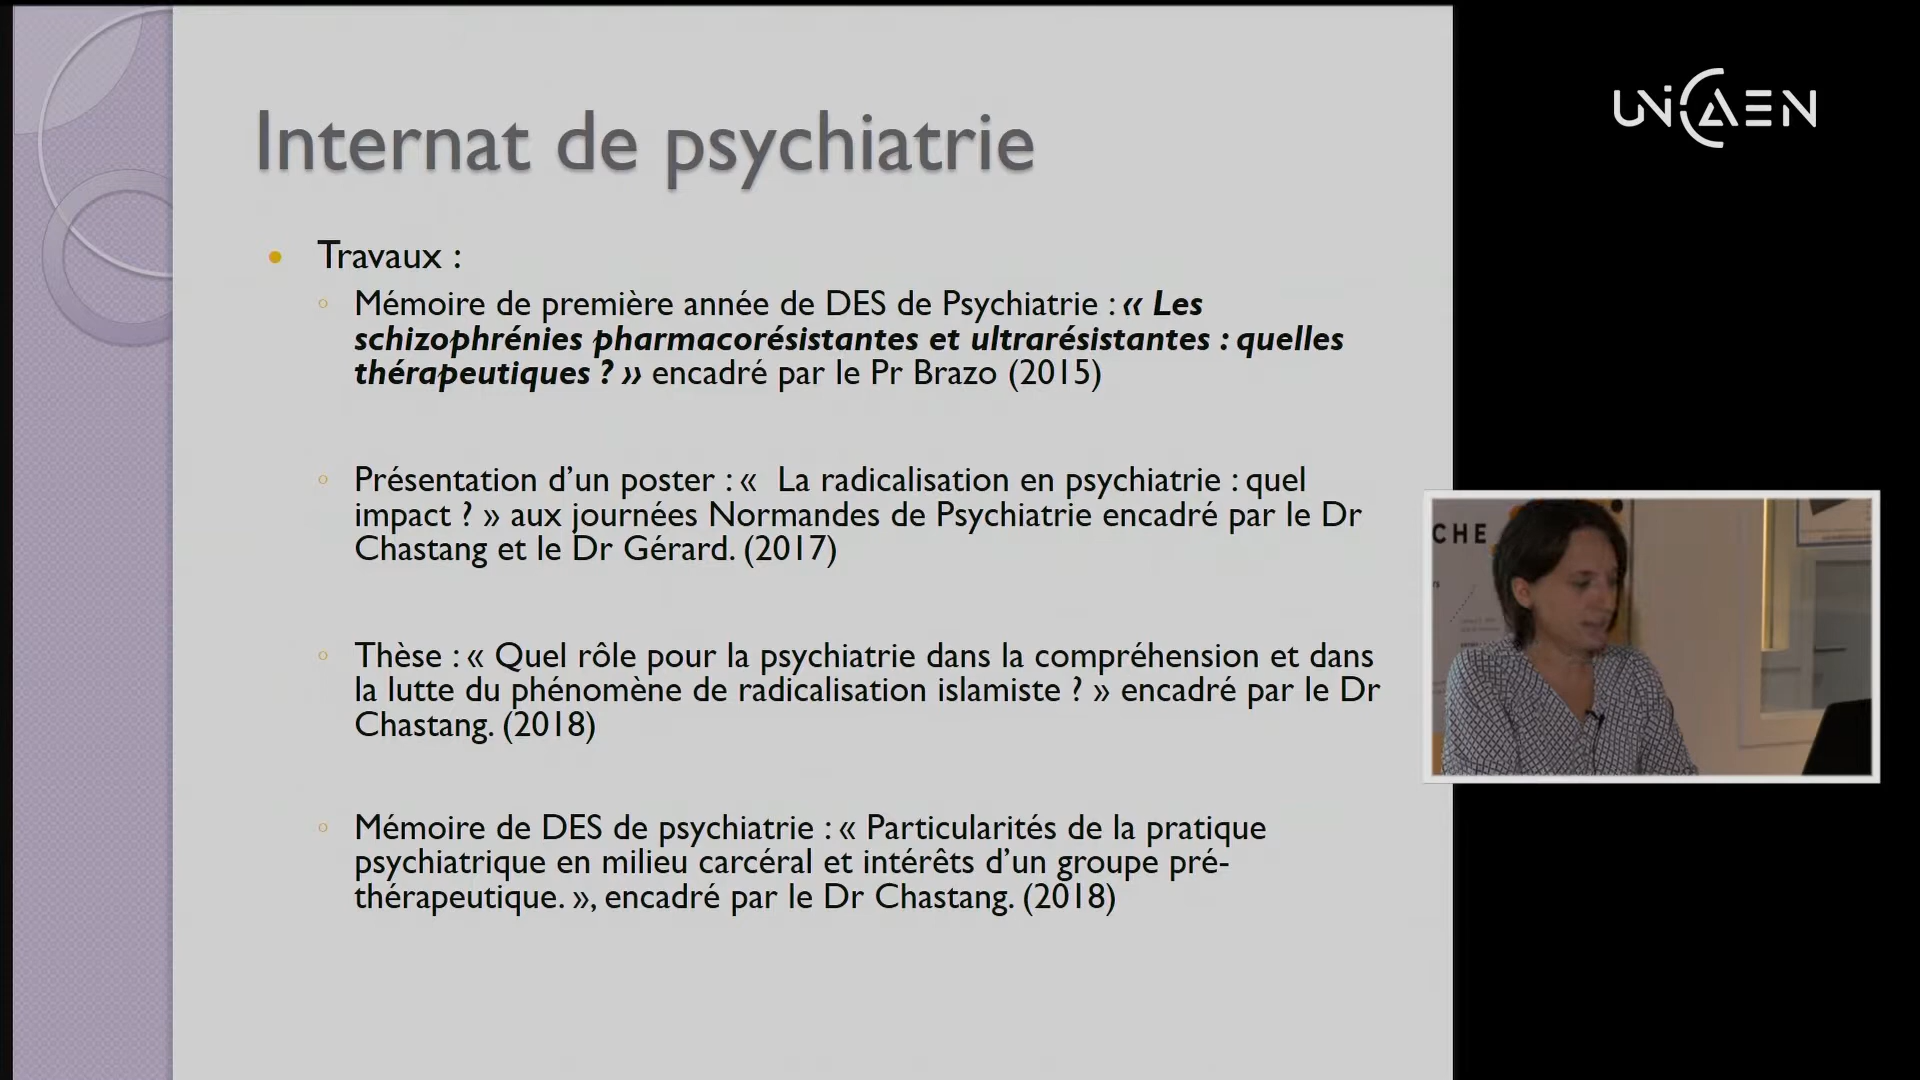 Internat de psychiatrie
UNICAEN
Travaux :
Mémoire de première année de DES de Psychiatrie : « Les
schizophrénies pharmacorésistantes et ultrarésistantes : quelles
thérapeutiques ? » encadré par le Pr Brazo (2015)
Présentation d’un poster : «  La radicalisation en psychiatrie : quel
impact ? » aux journées Normandes de Psychiatrie encadré par le Dr
Chastang et le Dr Gérard. (2017)
Thèse : « Quel rôle pour la psychiatrie dans la compréhension et dans
la lutte du phénomène de radicalisation islamiste ? » encadré par le Dr
Chastang. (2018)
Mémoire de DES de psychiatrie : « Particularités de la pratique
psychiatrique en milieu carcéral et intérêts d’un groupe pré-
thérapeutique. », encadré par le Dr Chastang. (2018)
CHE